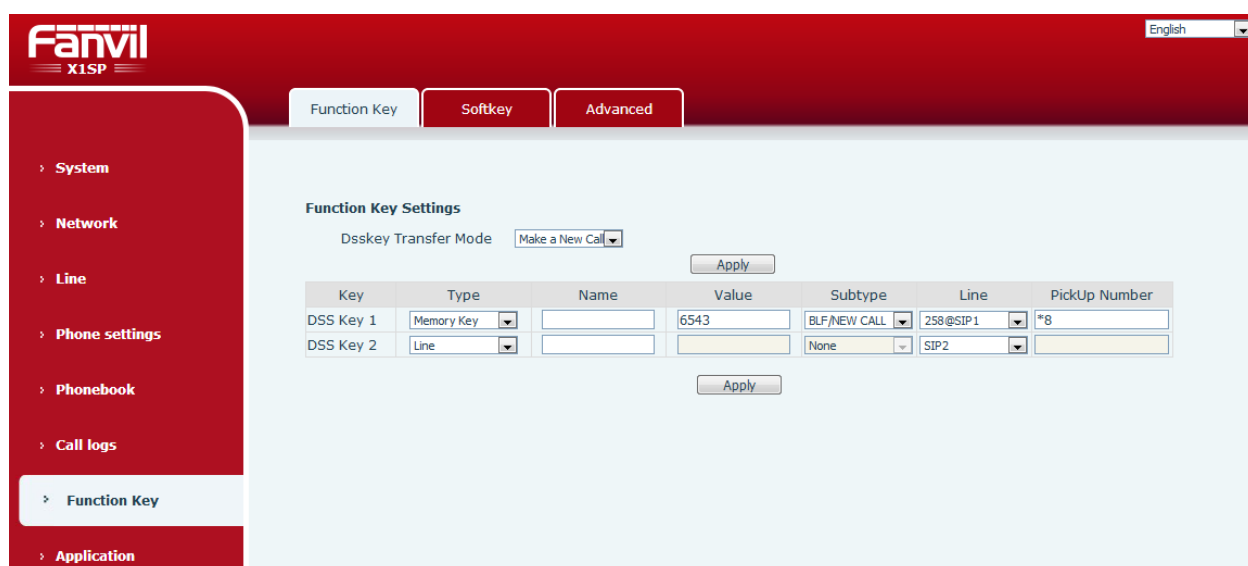 Fanvil
X1SP
English
Function Key Softkey Advanced
System
Network
Line
Phone settings
Phonebook
Call logs
Function Key
Application
Function Key Settings
Dsskey Transfer Mode Make a New Call
Apply
Key Type Name Value Subtype Line PickUp Number
DSS Key 1 Memory Key 6543 BLF/NEW CALL 258@SIP1 *8
DSS Key 2 Line None SIP2
Apply